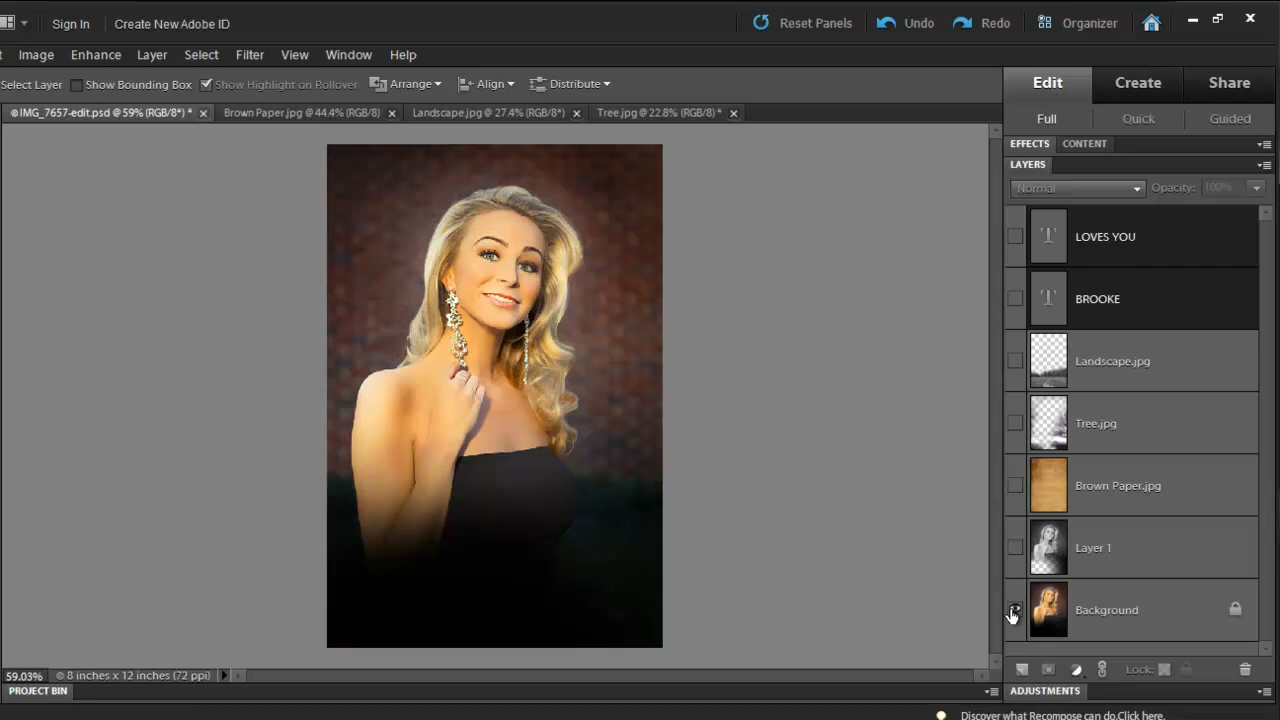 Sign In Create New Adobe ID Reset Panels Undo Redo Organizer
Image Enhance Layer Select Filter View Window Help
Select Layer Show Bounding Box Show Highlight on Rollover Arrange Align Distribute
Edit Create Share
IMG_7657-edit.psd @ 59% (RGB/8*) * Brown Paper.jpg @ 44.4% (RGB/8) Landscape.jpg @ 27.4% (RGB/8*) Tree.jpg @ 22.8% (RGB/8) *
Full Quick Guided
EFFECTS CONTENT
LAYERS
Normal Opacity: 100%
T LOVES YOU
T BROOKE
Landscape.jpg
Tree.jpg
Brown Paper.jpg
Layer 1
Background
59.03% 8 inches x 12 inches (72 ppi) Lock:
PROJECT BIN ADJUSTMENTS
Discover what Recompose can do.Click here.